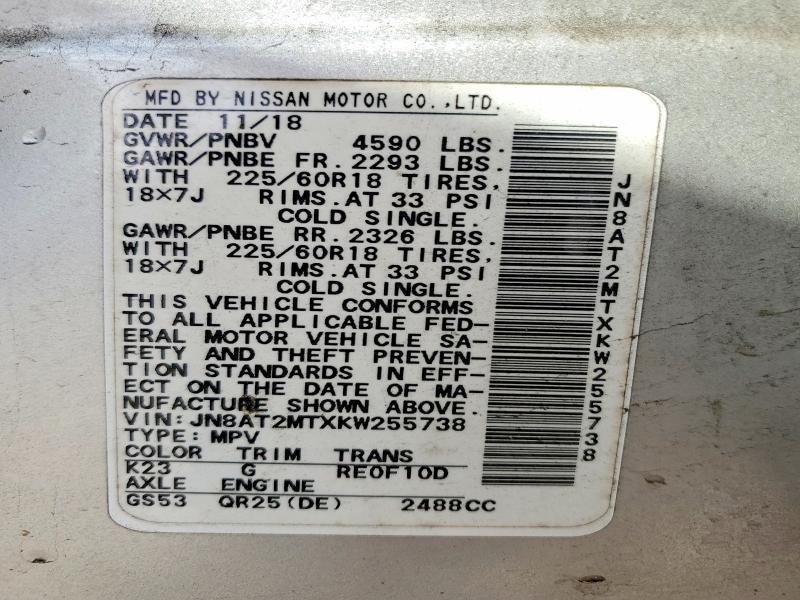 MFD BY NISSAN MOTOR CO.,LTD.
DATE 11/18
GVWR/PNBV 4590 LBS.
GAWR/PNBE FR. 2293 LBS.
WITH 225/60R18 TIRES,
18×7J RIMS.AT 33 PSI
COLD SINGLE.
GAWR/PNBE RR. 2326 LBS.
WITH 225/60R18 TIRES,
18×7J RIMS.AT 33 PSI
COLD SINGLE.
THIS VEHICLE CONFORMS
TO ALL APPLICABLE FED-
ERAL MOTOR VEHICLE SA-
FETY AND THEFT PREVEN-
TION STANDARDS IN EFF-
ECT ON THE DATE OF MA-
NUFACTURE SHOWN ABOVE.
VIN: JN8AT2MTXKW255738
TYPE: MPV
COLOR TRIM TRANS
K23 G RE0F10D
AXLE ENGINE
GS53 QR25(DE) 2488CC
JN8AT2MTXKW255738